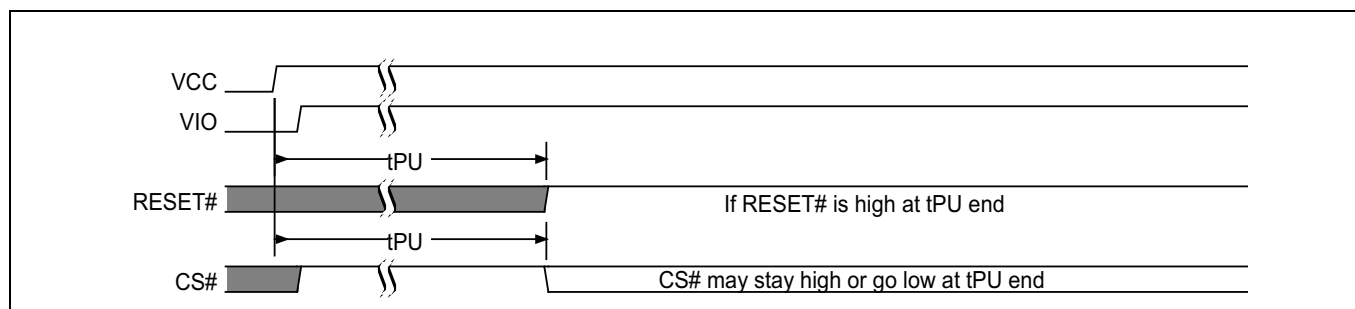 VCC
VIO
tPU
RESET#
If RESET# is high at tPU end
tPU
CS#
CS# may stay high or go low at tPU end